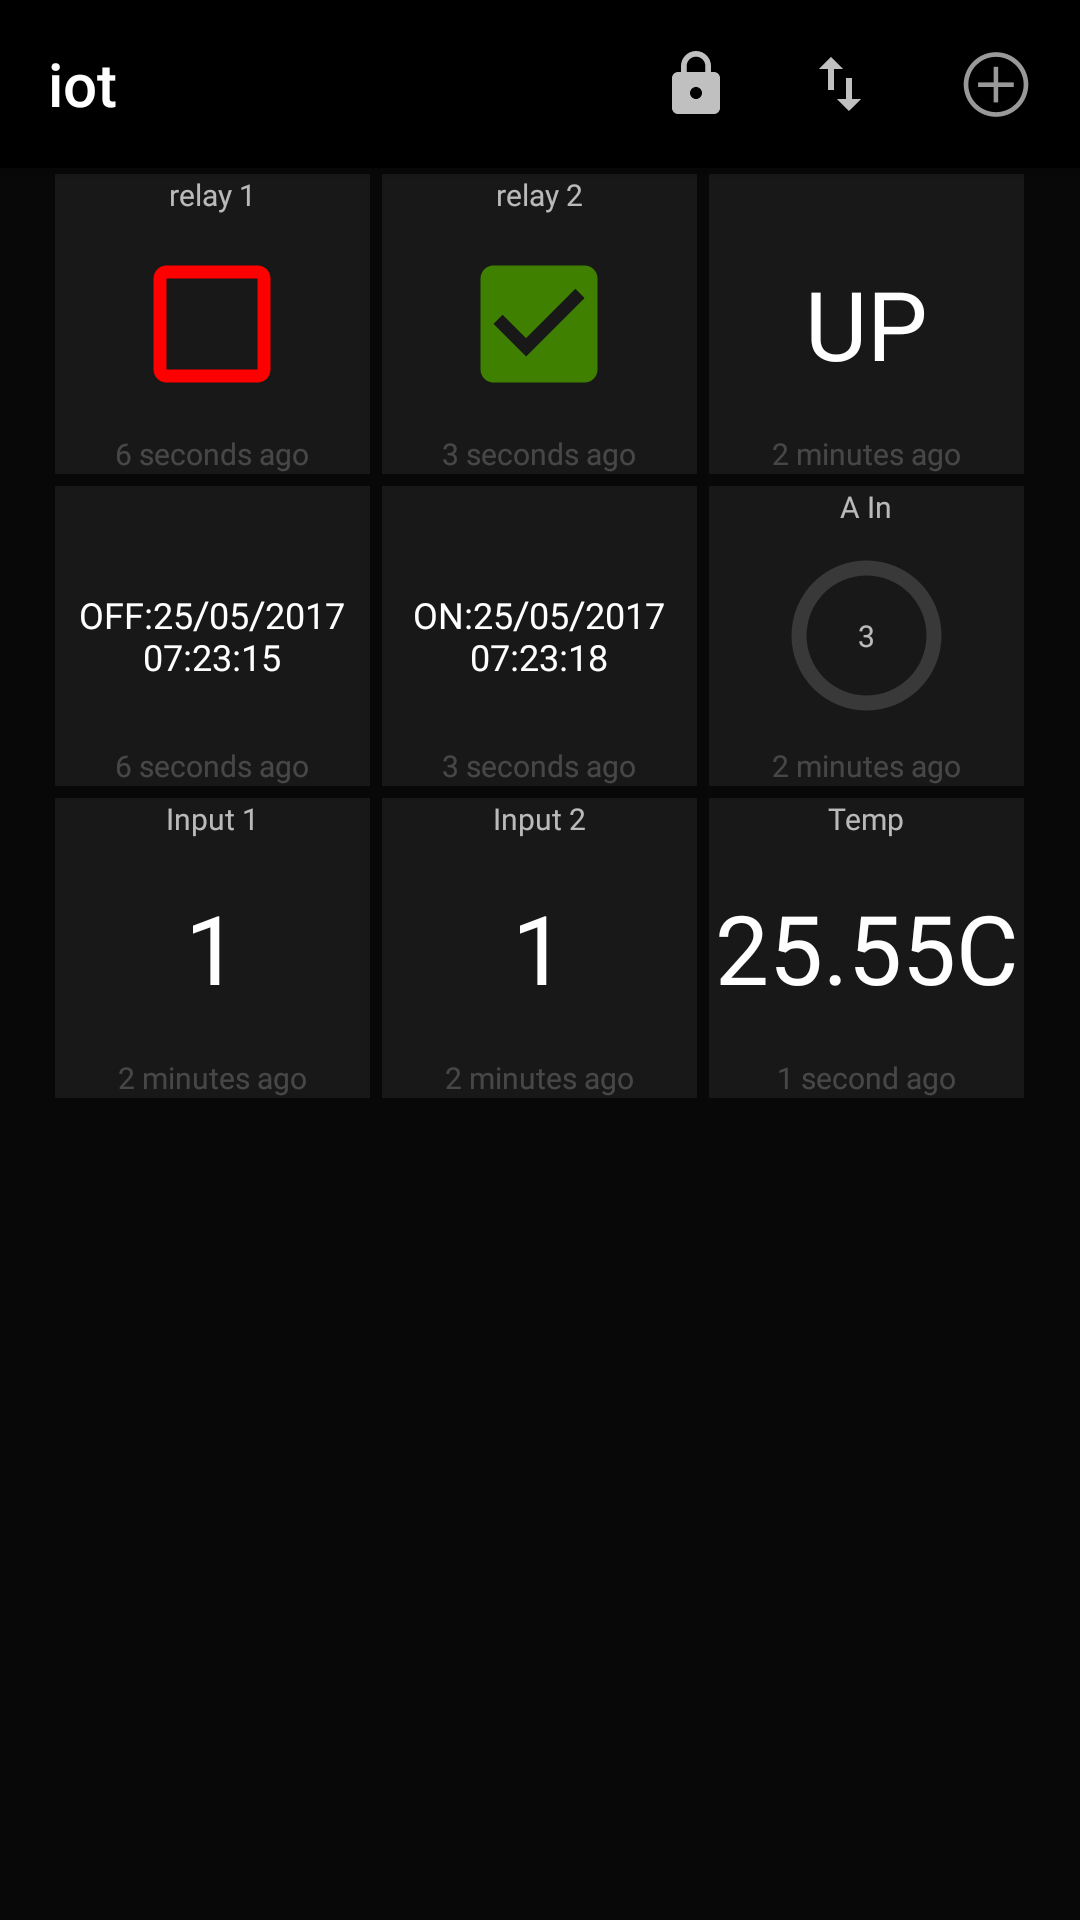 iot
relay 1
relay 2
UP
6 seconds ago
3 seconds ago
2 minutes ago
A In
OFF:25/05/2017
07:23:15
ON:25/05/2017
07:23:18
3
6 seconds ago
3 seconds ago
2 minutes ago
Input 1
Input 2
Temp
1
1
25.55C
2 minutes ago
2 minutes ago
1 second ago